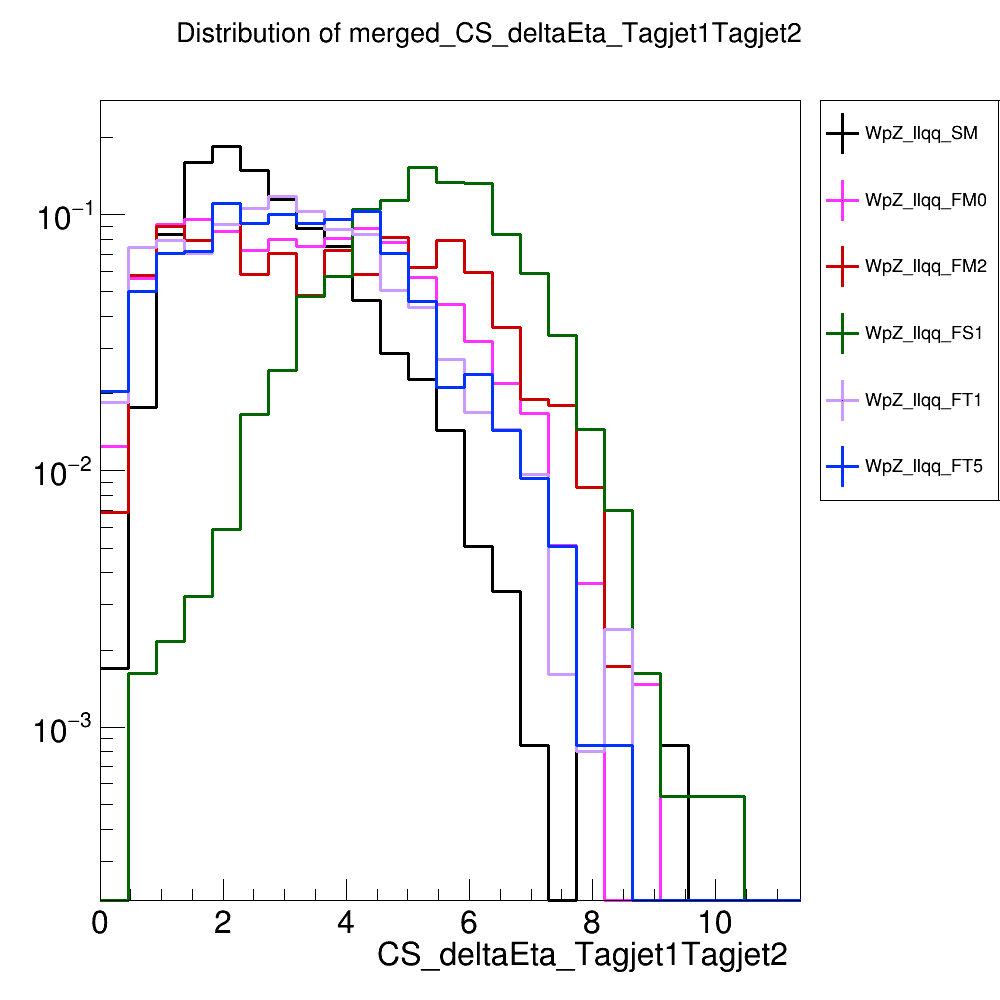 Distribution of merged_CS_deltaEta_Tagjet1Tagjet2
WpZ_llqq_SM
WpZ_llqq_FM0
WpZ_llqq_FM2
WpZ_llqq_FS1
WpZ_llqq_FT1
WpZ_llqq_FT5
10⁻¹
10⁻²
10⁻³
0 2 4 6 8 10
CS_deltaEta_Tagjet1Tagjet2